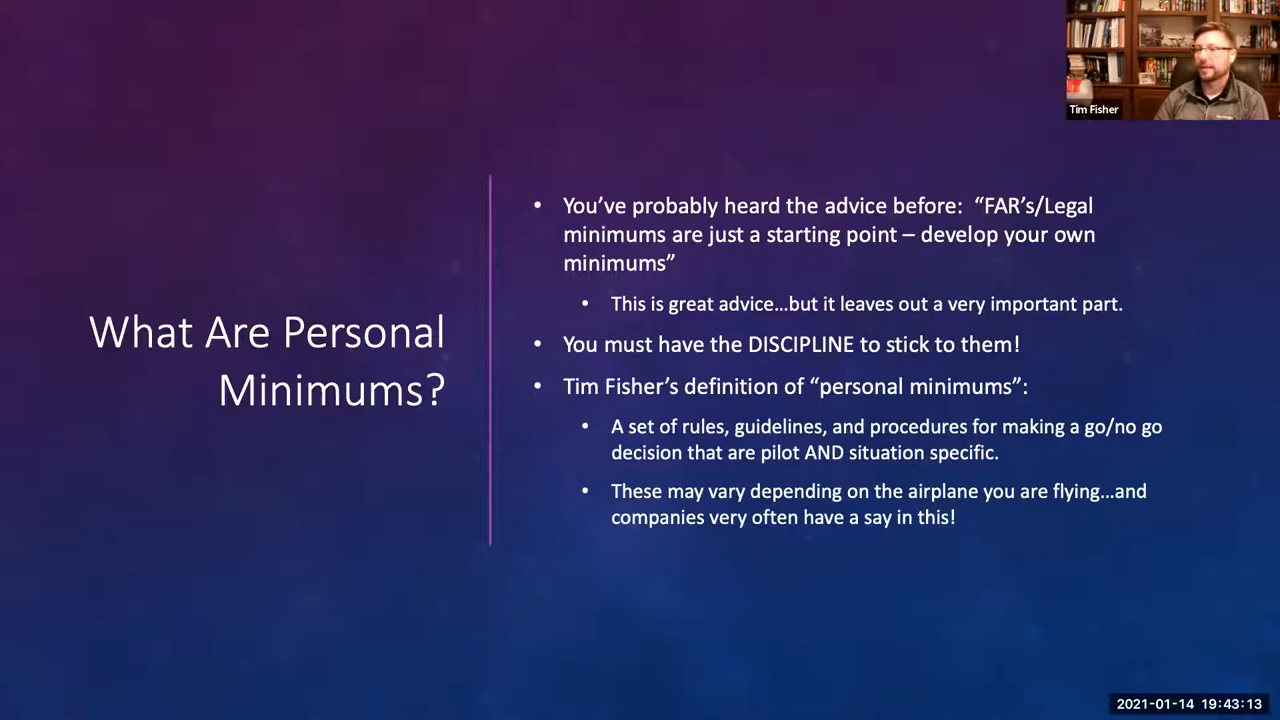 Tim Fisher
What Are Personal
Minimums?
• You’ve probably heard the advice before:  “FAR’s/Legal
minimums are just a starting point – develop your own
minimums”
• This is great advice…but it leaves out a very important part.
• You must have the DISCIPLINE to stick to them!
• Tim Fisher’s definition of “personal minimums”:
• A set of rules, guidelines, and procedures for making a go/no go
decision that are pilot AND situation specific.
• These may vary depending on the airplane you are flying…and
companies very often have a say in this!
2021-01-14 19:43:13